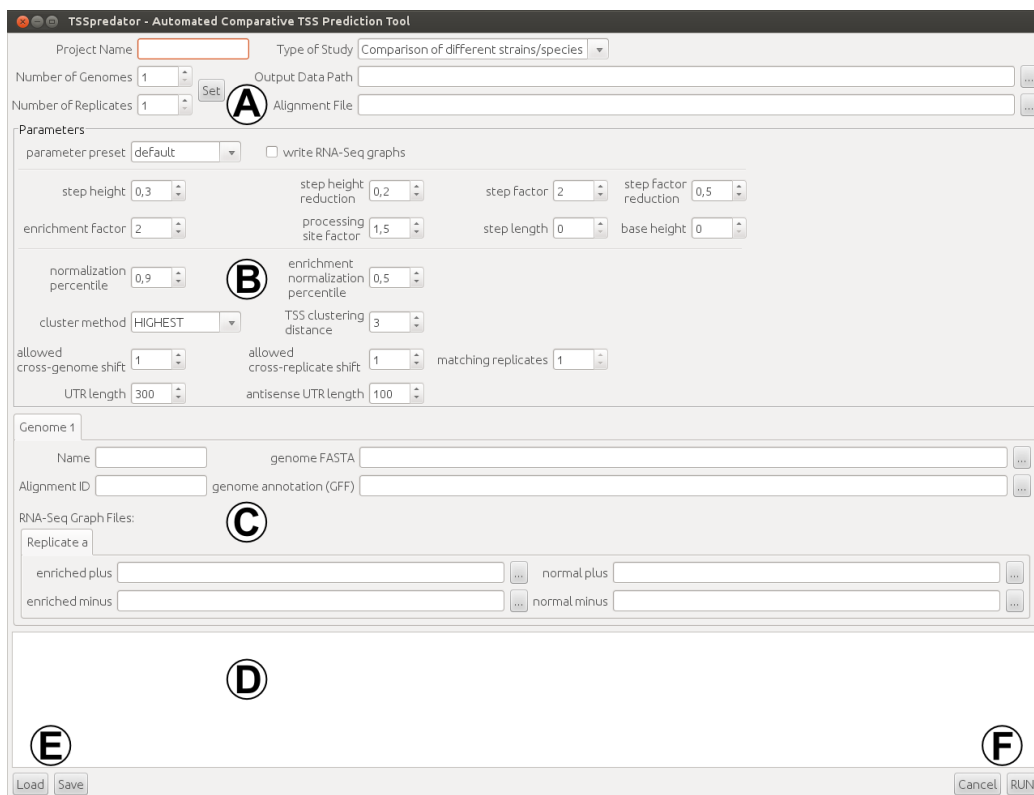 TSSpredator - Automated Comparative TSS Prediction Tool
Project Name Type of Study Comparison of different strains/species
Number of Genomes 1 Set Output Data Path ...
Number of Replicates 1 A Alignment File ...
Parameters
parameter preset default write RNA-Seq graphs
step height 0,3 step height reduction 0,2 step factor 2 step factor reduction 0,5
enrichment factor 2 processing site factor 1,5 step length 0 base height 0
normalization percentile 0,9 B enrichment normalization percentile 0,5
cluster method HIGHEST TSS clustering distance 3
allowed cross-genome shift 1 allowed cross-replicate shift 1 matching replicates 1
UTR length 300 antisense UTR length 100
Genome 1
Name genome FASTA ...
Alignment ID genome annotation (GFF) ...
RNA-Seq Graph Files: C
Replicate a
enriched plus ... normal plus ...
enriched minus ... normal minus ...
D
E F
Load Save Cancel RUN